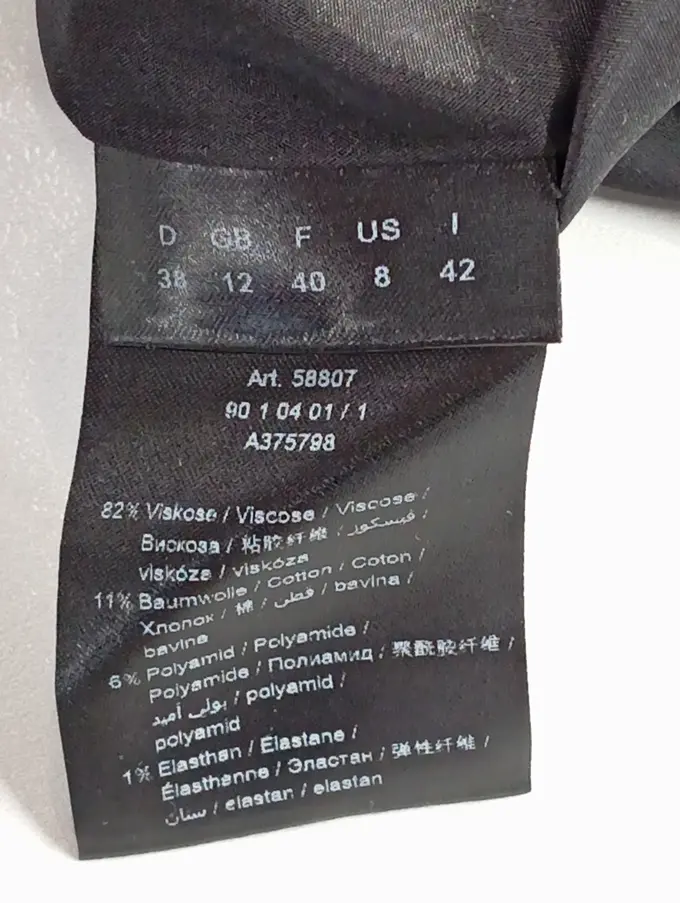 D GB F US I
38 12 40 8 42
Art. 58807
90 1 04 01 / 1
A375798
82% Viskose / Viscose / Viscose /
Вискоза / 粘胶纤维 / فيسكوز /
viskóza / viskóza
11% Baumwolle / Cotton / Coton /
Хлопок / 棉 / قطن / bavlna /
bavlna
6% Polyamid / Polyamide /
Polyamide / Полиамид / 聚酰胺纤维 /
بولي أميد / polyamid /
polyamid
1% Elasthan / Elastane /
Élasthanne / Эластан / 弹性纤维 /
ستان / elastan / elastan